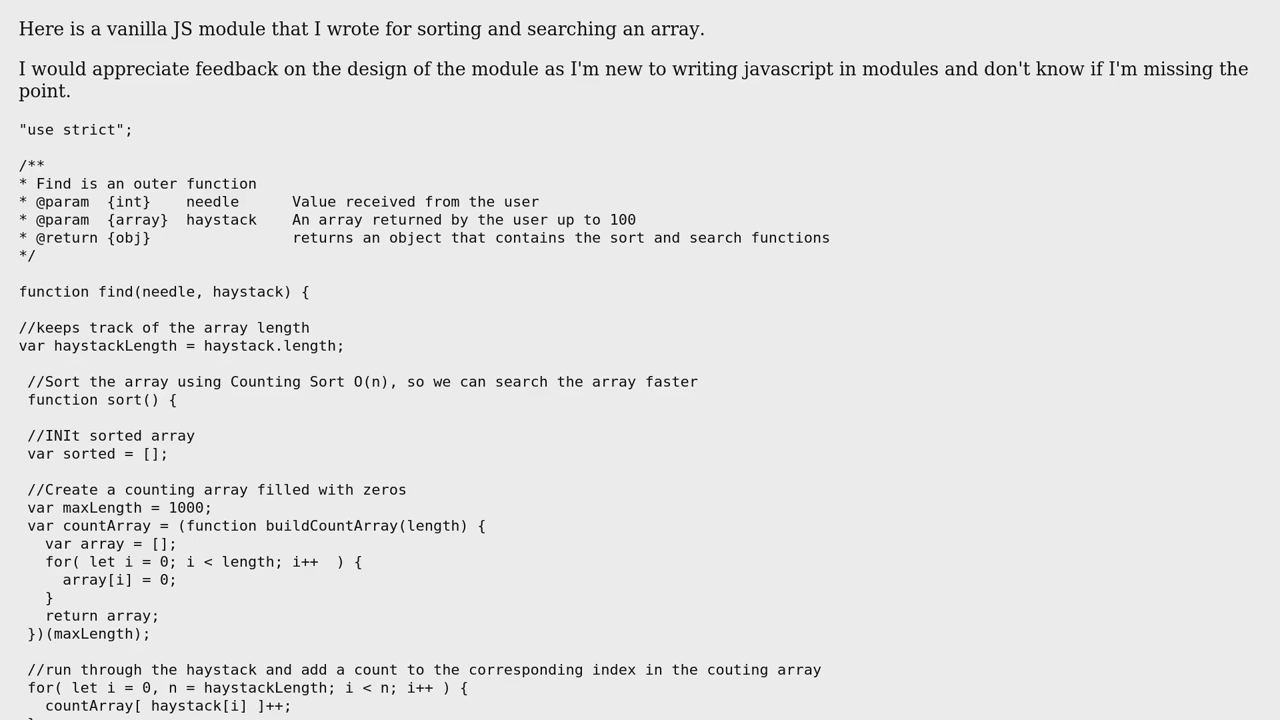 Here is a vanilla JS module that I wrote for sorting and searching an array.
I would appreciate feedback on the design of the module as I'm new to writing javascript in modules and don't know if I'm missing the
point.
"use strict";
/**
* Find is an outer function
* @param  {int}    needle      Value received from the user
* @param  {array}  haystack    An array returned by the user up to 100
* @return {obj}                returns an object that contains the sort and search functions
*/
function find(needle, haystack) {
//keeps track of the array length
var haystackLength = haystack.length;
 //Sort the array using Counting Sort O(n), so we can search the array faster
 function sort() {
 //INIt sorted array
 var sorted = [];
 //Create a counting array filled with zeros
 var maxLength = 1000;
 var countArray = (function buildCountArray(length) {
   var array = [];
   for( let i = 0; i < length; i++  ) {
     array[i] = 0;
   }
   return array;
 })(maxLength);
 //run through the haystack and add a count to the corresponding index in the couting array
 for( let i = 0, n = haystackLength; i < n; i++ ) {
   countArray[ haystack[i] ]++;